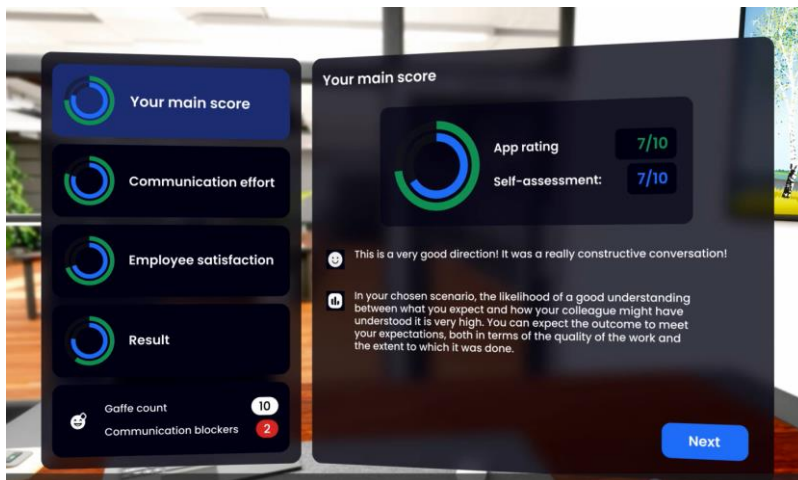 Your main score
Communication effort
Employee satisfaction
Result
Gaffe count 10
Communication blockers 2
Your main score
App rating 7/10
Self-assessment: 7/10
This is a very good direction! It was a really constructive conversation!
In your chosen scenario, the likelihood of a good understanding
between what you expect and how your colleague might have
understood it is very high. You can expect the outcome to meet
your expectations, both in terms of the quality of the work and
the extent to which it was done.
Next